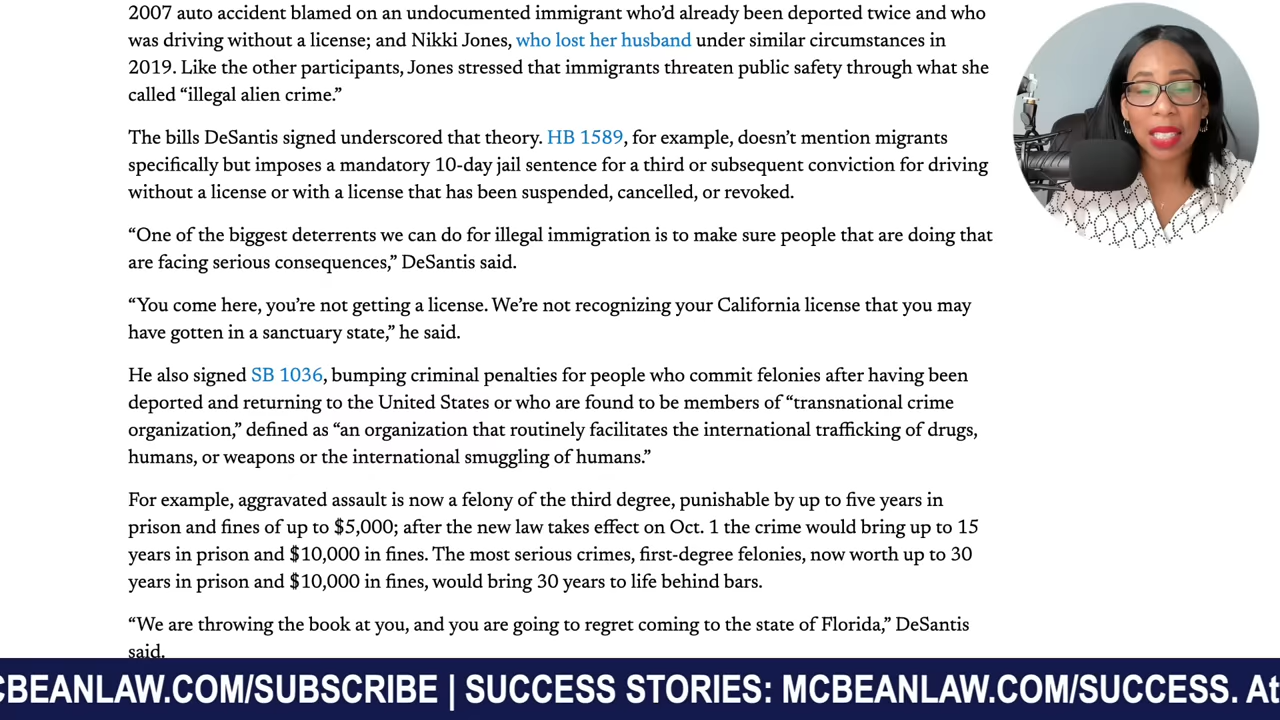 2007 auto accident blamed on an undocumented immigrant who’d already been deported twice and who
was driving without a license; and Nikki Jones, who lost her husband under similar circumstances in
2019. Like the other participants, Jones stressed that immigrants threaten public safety through what she
called “illegal alien crime.”
The bills DeSantis signed underscored that theory. HB 1589, for example, doesn’t mention migrants
specifically but imposes a mandatory 10-day jail sentence for a third or subsequent conviction for driving
without a license or with a license that has been suspended, cancelled, or revoked.
“One of the biggest deterrents we can do for illegal immigration is to make sure people that are doing that
are facing serious consequences,” DeSantis said.
“You come here, you’re not getting a license. We’re not recognizing your California license that you may
have gotten in a sanctuary state,” he said.
He also signed SB 1036, bumping criminal penalties for people who commit felonies after having been
deported and returning to the United States or who are found to be members of “transnational crime
organization,” defined as “an organization that routinely facilitates the international trafficking of drugs,
humans, or weapons or the international smuggling of humans.”
For example, aggravated assault is now a felony of the third degree, punishable by up to five years in
prison and fines of up to $5,000; after the new law takes effect on Oct. 1 the crime would bring up to 15
years in prison and $10,000 in fines. The most serious crimes, first-degree felonies, now worth up to 30
years in prison and $10,000 in fines, would bring 30 years to life behind bars.
“We are throwing the book at you, and you are going to regret coming to the state of Florida,” DeSantis
said.
CBEANLAW.COM/SUBSCRIBE | SUCCESS STORIES: MCBEANLAW.COM/SUCCESS. At